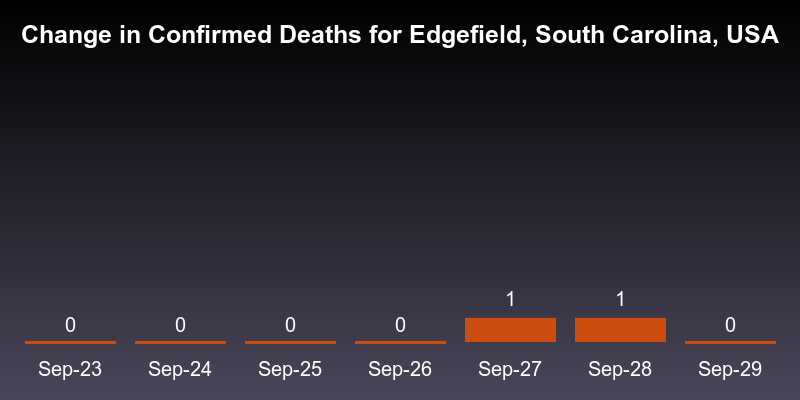 Change in Confirmed Deaths for Edgefield, South Carolina, USA
0 0 0 0 1 1 0
Sep-23 Sep-24 Sep-25 Sep-26 Sep-27 Sep-28 Sep-29